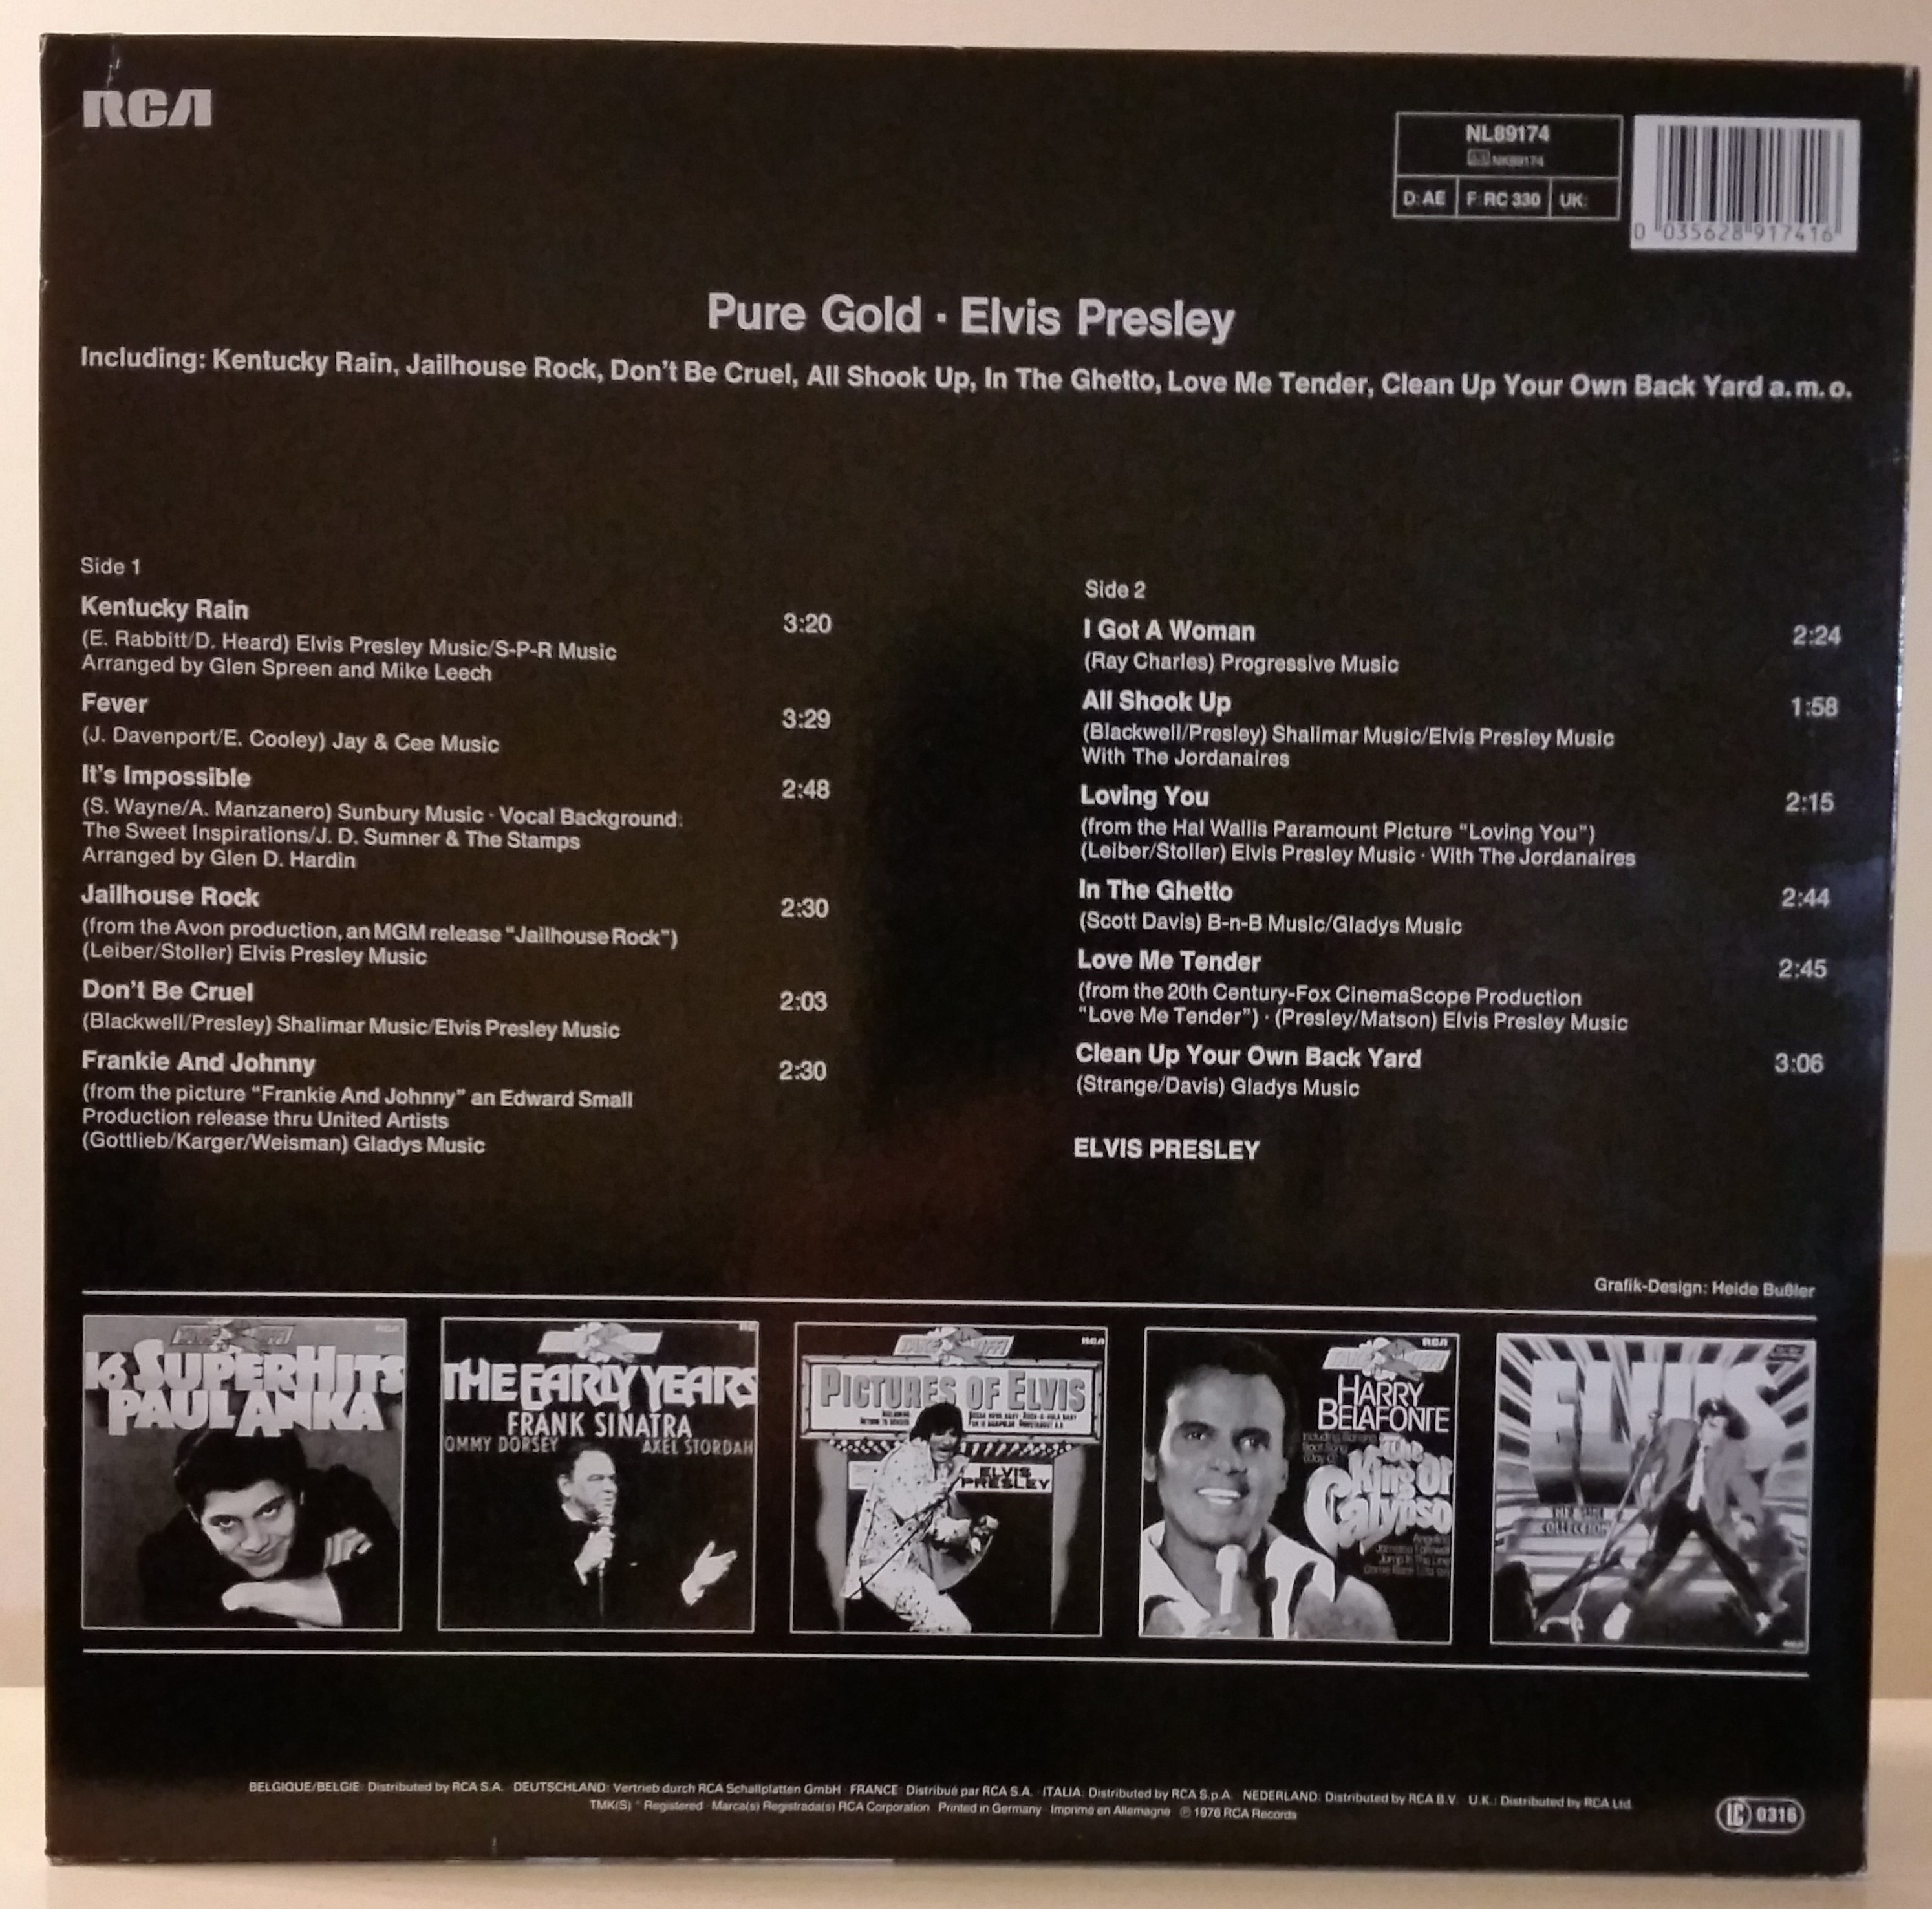 RCA
NL89174
NK89174
D: AE
F: RC 330
UK:
0 035628 917416
Pure Gold · Elvis Presley
Including: Kentucky Rain, Jailhouse Rock, Don't Be Cruel, All Shook Up, In The Ghetto, Love Me Tender, Clean Up Your Own Back Yard a.m.o.
Side 1
Kentucky Rain 3:20
(E. Rabbitt/D. Heard) Elvis Presley Music/S-P-R Music
Arranged by Glen Spreen and Mike Leech
Fever 3:29
(J. Davenport/E. Cooley) Jay & Cee Music
It's Impossible 2:48
(S. Wayne/A. Manzanero) Sunbury Music · Vocal Background:
The Sweet Inspirations/J. D. Sumner & The Stamps
Arranged by Glen D. Hardin
Jailhouse Rock 2:30
(from the Avon production, an MGM release "Jailhouse Rock")
(Leiber/Stoller) Elvis Presley Music
Don't Be Cruel 2:03
(Blackwell/Presley) Shalimar Music/Elvis Presley Music
Frankie And Johnny 2:30
(from the picture "Frankie And Johnny" an Edward Small
Production release thru United Artists
(Gottlieb/Karger/Weisman) Gladys Music
Side 2
I Got A Woman 2:24
(Ray Charles) Progressive Music
All Shook Up 1:58
(Blackwell/Presley) Shalimar Music/Elvis Presley Music
With The Jordanaires
Loving You 2:15
(from the Hal Wallis Paramount Picture "Loving You")
(Leiber/Stoller) Elvis Presley Music · With The Jordanaires
In The Ghetto 2:44
(Scott Davis) B-n-B Music/Gladys Music
Love Me Tender 2:45
(from the 20th Century-Fox CinemaScope Production
"Love Me Tender") · (Presley/Matson) Elvis Presley Music
Clean Up Your Own Back Yard 3:06
(Strange/Davis) Gladys Music
ELVIS PRESLEY
Grafik-Design: Heide Bußler
16 SUPERHITS
PAUL ANKA
THE EARLY YEARS
FRANK SINATRA
OMMY DORSEY AXEL STORDAH
RCA
PICTURES OF ELVIS
ELVIS
PRESLEY
RCA
HARRY
BELAFONTE
The
King Of
Calypso
ELVIS
COLLECTION
BELGIQUE/BELGIE: Distributed by RCA S.A. · DEUTSCHLAND: Vertrieb durch RCA Schallplatten GmbH · FRANCE: Distribué par RCA S.A. · ITALIA: Distributed by RCA S.p.A. · NEDERLAND: Distributed by RCA B.V. · U.K.: Distributed by RCA Ltd.
TMK(S) ® Registered · Marca(s) Registrada(s) RCA Corporation · Printed in Germany · Imprimé en Allemagne · ℗ 1976 RCA Records
LC 0316